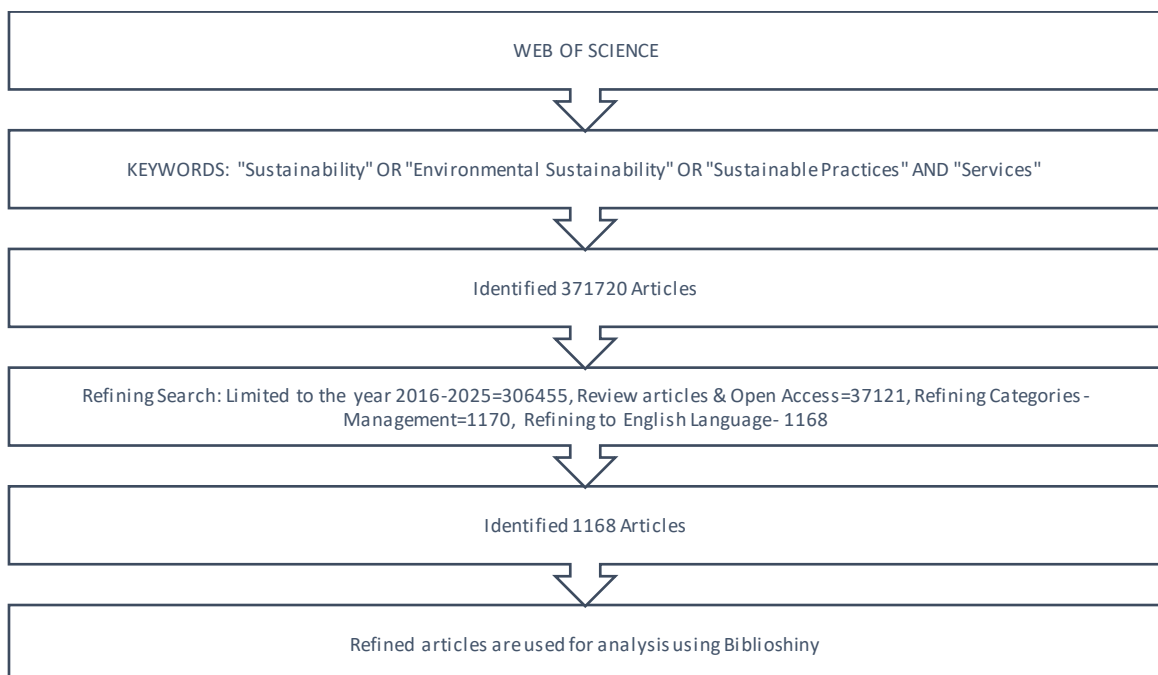 WEB OF SCIENCE
KEYWORDS: "Sustainability" OR "Environmental Sustainability" OR "Sustainable Practices" AND "Services"
Identified 371720 Articles
Refining Search: Limited to the year 2016-2025=306455, Review articles & Open Access=37121, Refining Categories -
Management=1170, Refining to English Language- 1168
Identified 1168 Articles
Refined articles are used for analysis using Biblioshiny